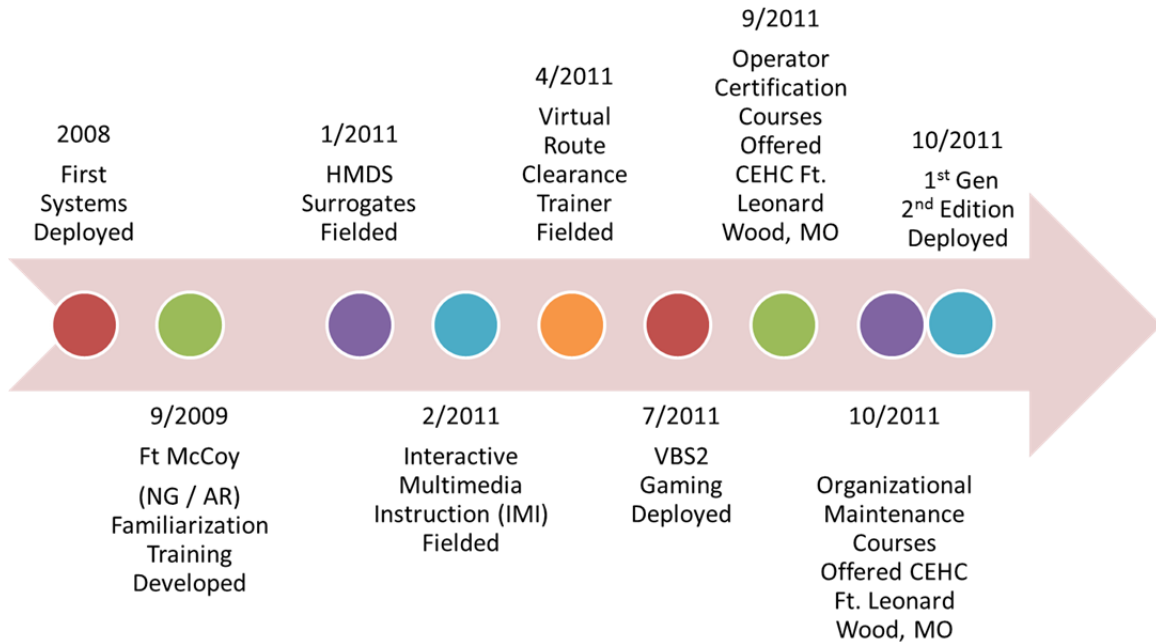 2008
First
Systems
Deployed
9/2009
Ft McCoy
(NG / AR)
Familiarization
Training
Developed
1/2011
HMDS
Surrogates
Fielded
2/2011
Interactive
Multimedia
Instruction (IMI)
Fielded
4/2011
Virtual
Route
Clearance
Trainer
Fielded
7/2011
VBS2
Gaming
Deployed
9/2011
Operator
Certification
Courses
Offered
CEHC Ft.
Leonard
Wood, MO
10/2011
Organizational
Maintenance
Courses
Offered CEHC
Ft. Leonard
Wood, MO
10/2011
1st Gen
2nd Edition
Deployed